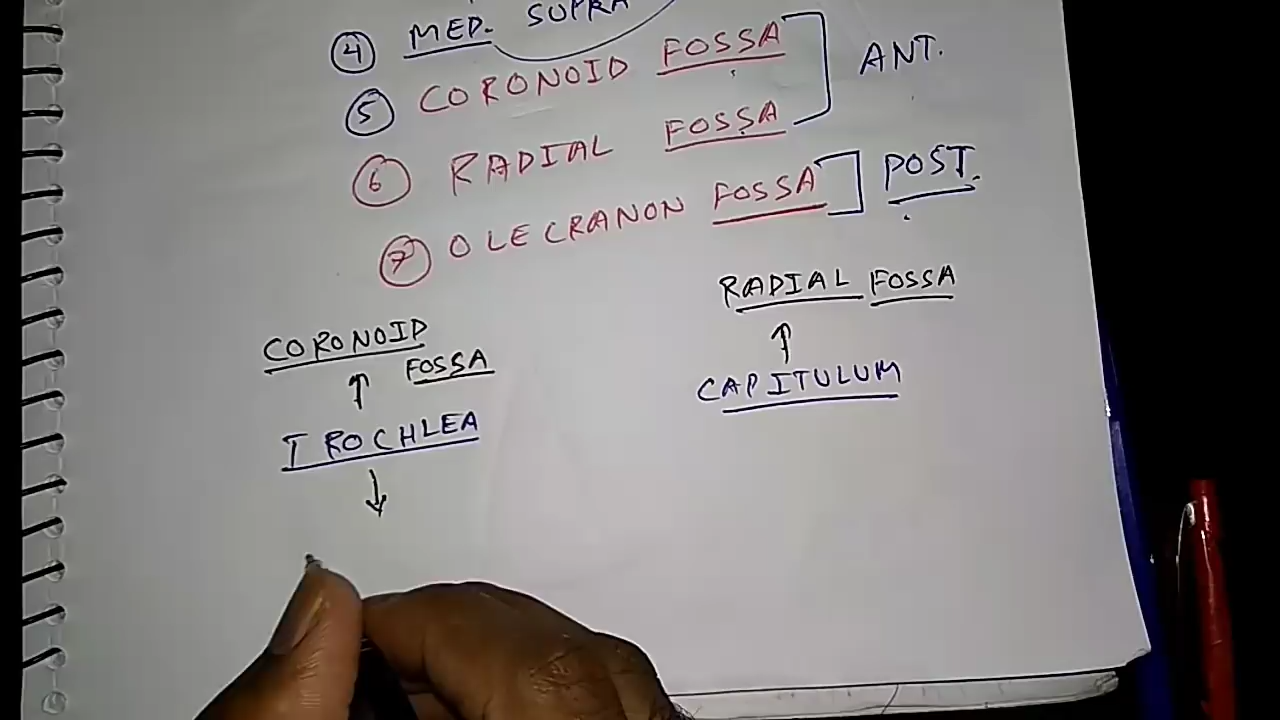 ④ MED. SUPRA
⑤ CORONOID FOSSA
ANT.
⑥ RADIAL FOSSA
⑦ OLECRANON FOSSA
POST.
CORONOID
FOSSA
↑
TROCHLEA
↓
RADIAL FOSSA
↑
CAPITULUM